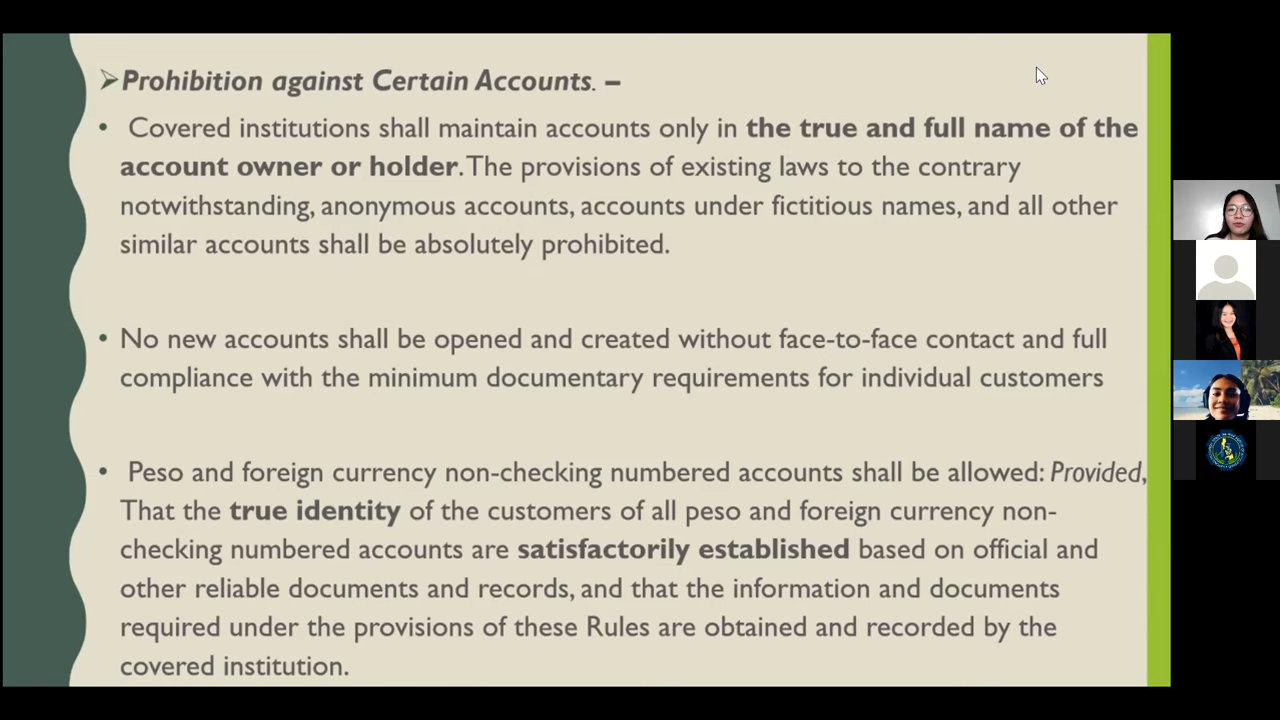 ➢Prohibition against Certain Accounts. –
• Covered institutions shall maintain accounts only in the true and full name of the
account owner or holder. The provisions of existing laws to the contrary
notwithstanding, anonymous accounts, accounts under fictitious names, and all other
similar accounts shall be absolutely prohibited.
• No new accounts shall be opened and created without face-to-face contact and full
compliance with the minimum documentary requirements for individual customers
• Peso and foreign currency non-checking numbered accounts shall be allowed: Provided,
That the true identity of the customers of all peso and foreign currency non-
checking numbered accounts are satisfactorily established based on official and
other reliable documents and records, and that the information and documents
required under the provisions of these Rules are obtained and recorded by the
covered institution.